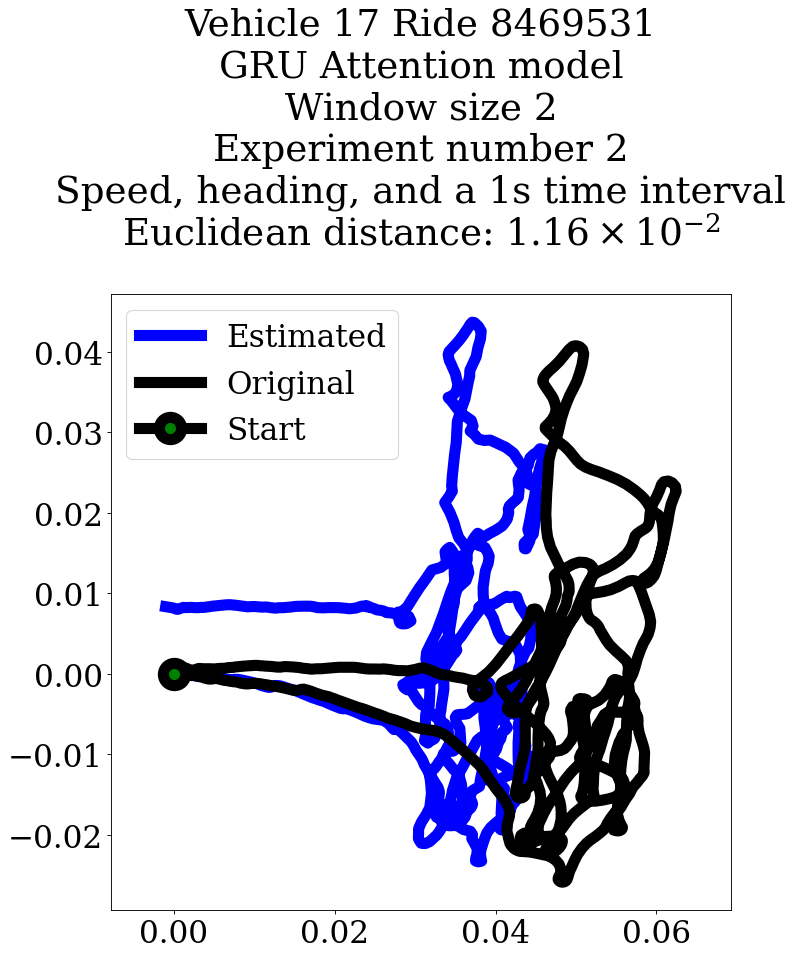 Vehicle 17 Ride 8469531
GRU Attention model
Window size 2
Experiment number 2
Speed, heading, and a 1s time interval
Euclidean distance: 1.16 × 10⁻²
Estimated
Original
Start
0.04
0.03
0.02
0.01
0.00
−0.01
−0.02
0.00 0.02 0.04 0.06